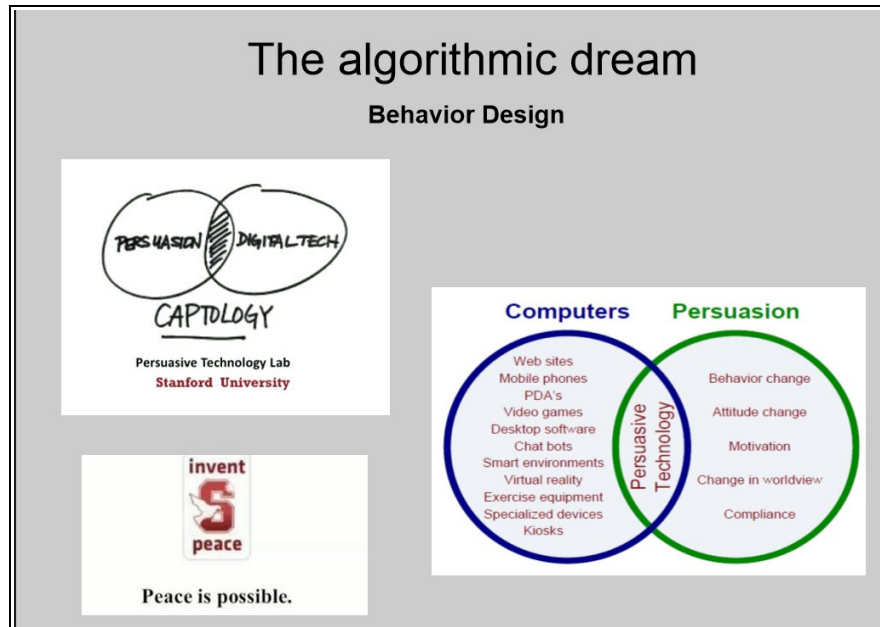 The algorithmic dream
Behavior Design
PERSUASION
DIGITAL TECH
CAPTOLOGY
Persuasive Technology Lab
Stanford University
invent
S
peace
Peace is possible.
Computers
Persuasion
Web sites
Mobile phones
PDA's
Video games
Desktop software
Chat bots
Smart environments
Virtual reality
Exercise equipment
Specialized devices
Kiosks
Persuasive
Technology
Behavior change
Attitude change
Motivation
Change in worldview
Compliance